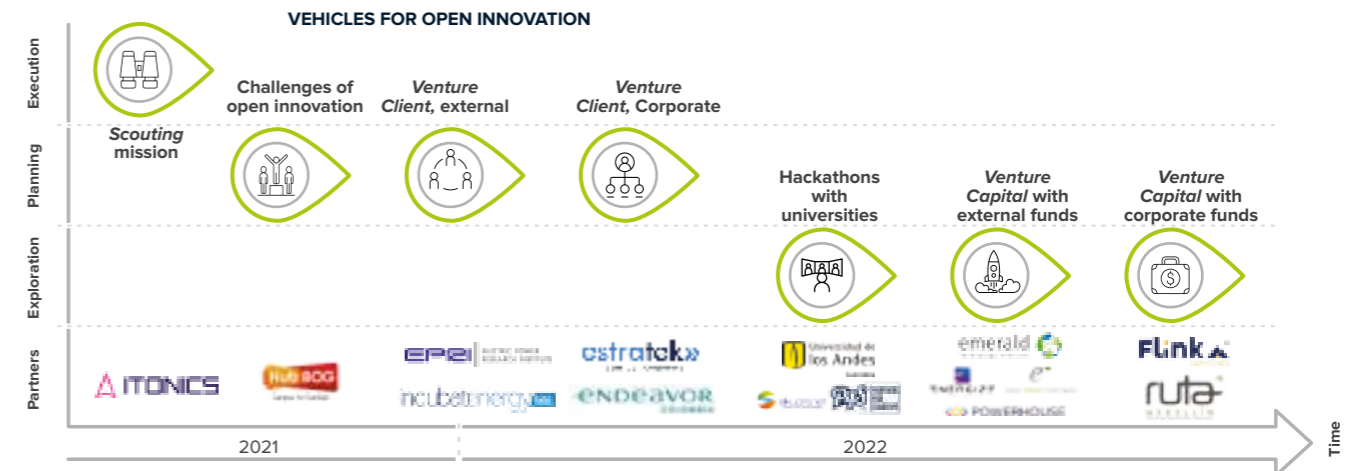 VEHICLES FOR OPEN INNOVATION
Execution
Planning
Exploration
Partners
Scouting
mission
Challenges of
open innovation
Venture
Client, external
Venture
Client, Corporate
Hackathons
with
universities
Venture
Capital with
external funds
Venture
Capital with
corporate funds
ITONICS
HubBOG
EPRI
incubatenergy
estratek»
ENDEAVOR
Universidad de
los Andes
emerald
e
POWERHOUSE
Flink
ruta
MEDELLÍN
2021
2022
Time